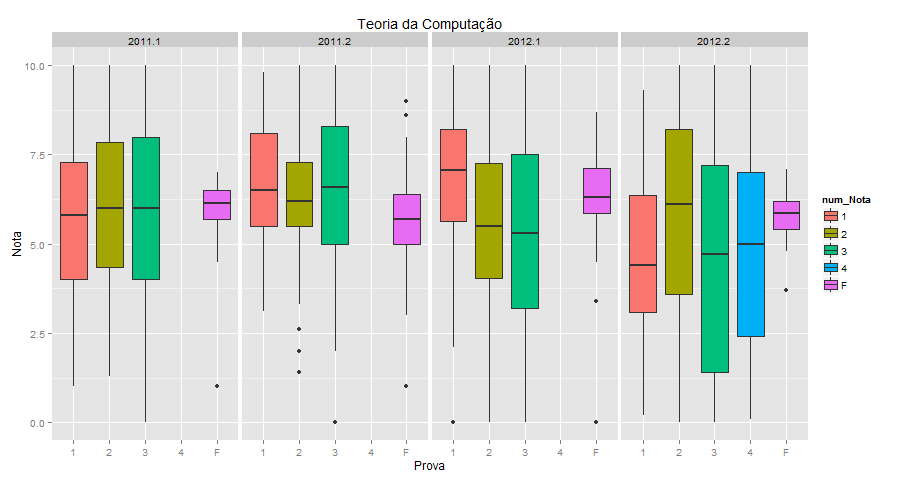 Teoria da Computação
2011.1 2011.2 2012.1 2012.2
10.0
7.5
5.0
2.5
0.0
Nota
1 2 3 4 F 1 2 3 4 F 1 2 3 4 F 1 2 3 4 F
Prova
num_Nota
1
2
3
4
F